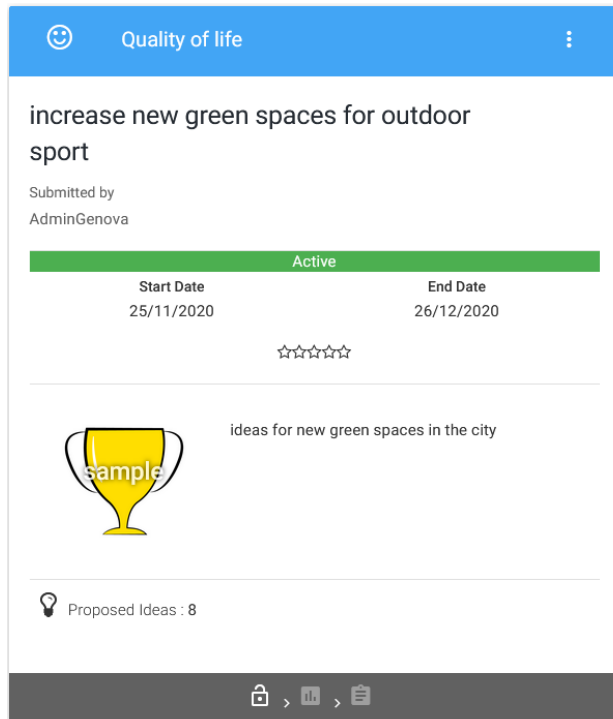 Quality of life
increase new green spaces for outdoor
sport
Submitted by
AdminGenova
Active
Start Date End Date
25/11/2020 26/12/2020
ideas for new green spaces in the city
sample
Proposed Ideas : 8